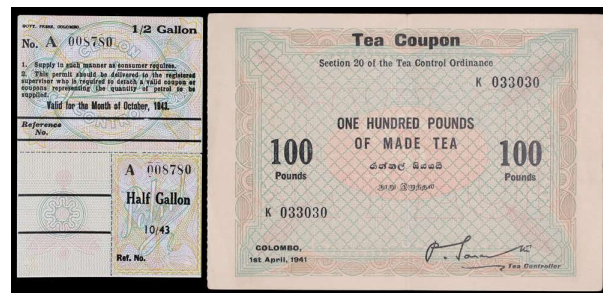 GOVT. PRESS, COLOMBO.
1/2 Gallon
No. A 008780
1. Supply in such manner as consumer requires.
2. This permit should be delivered to the registered
supervisor who is required to detach a valid coupon or
coupons representing the quantity of petrol to be
supplied.
Valid for the Month of October, 1943.
Reference
No.
A 008780
Half Gallon
10/43
Ref. No.
Tea Coupon
Section 20 of the Tea Control Ordinance
K 033030
ONE HUNDRED POUNDS
OF MADE TEA
100
Pounds
100
Pounds
රාත්තල් සියයයි
நூறு இறாத்தல்
K 033030
COLOMBO,
1st April, 1941
Tea Controller